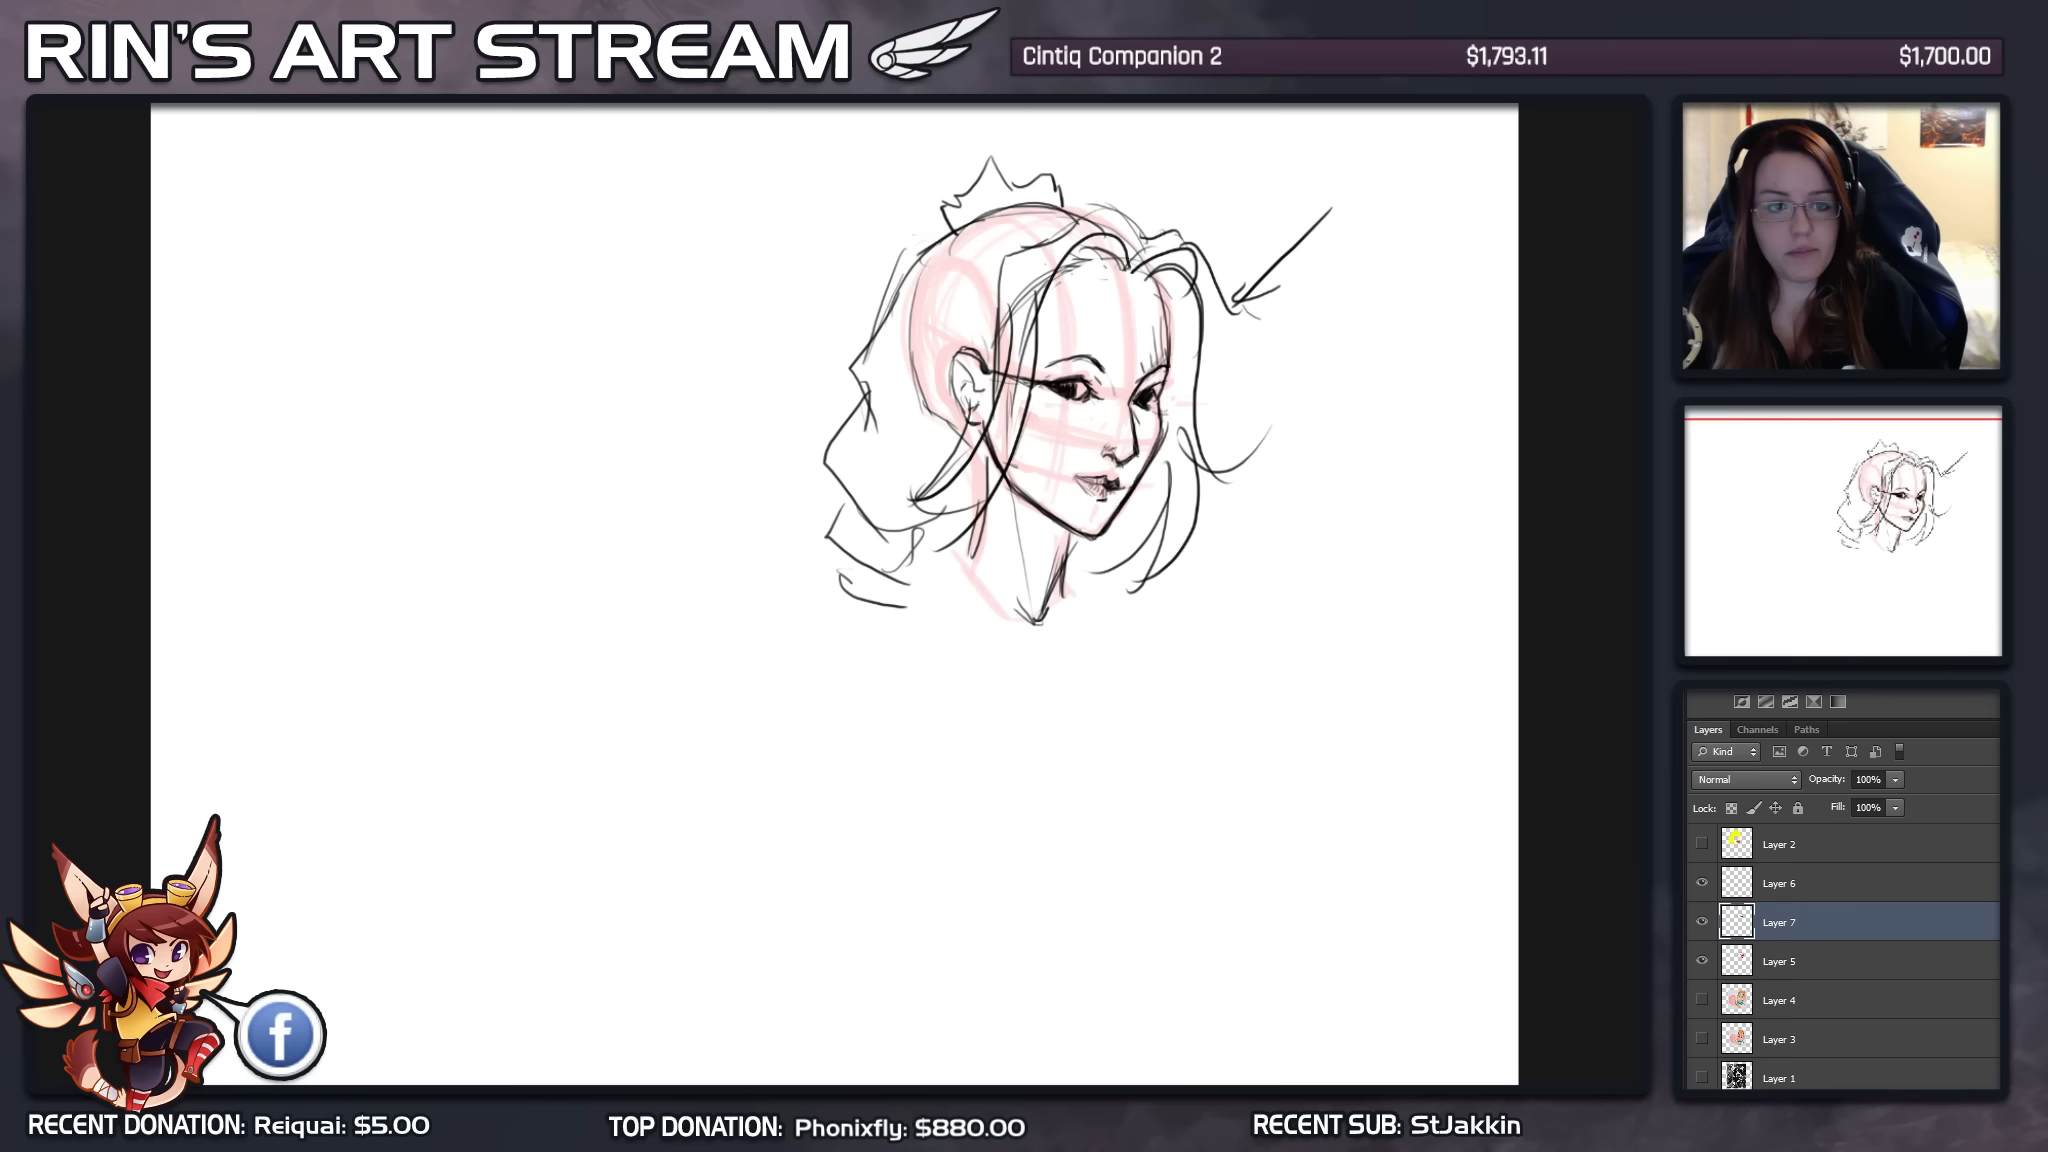 RIN'S ART STREAM
Cintiq Companion 2 $1,793.11 $1,700.00
Layers Channels Paths
Kind
Normal Opacity: 100%
Lock: Fill: 100%
Layer 2
Layer 6
Layer 7
Layer 5
Layer 4
Layer 3
Layer 1
f
RECENT DONATION: Reiquai: $5.00 TOP DONATION: Phonixfly: $880.00 RECENT SUB: StJakkin